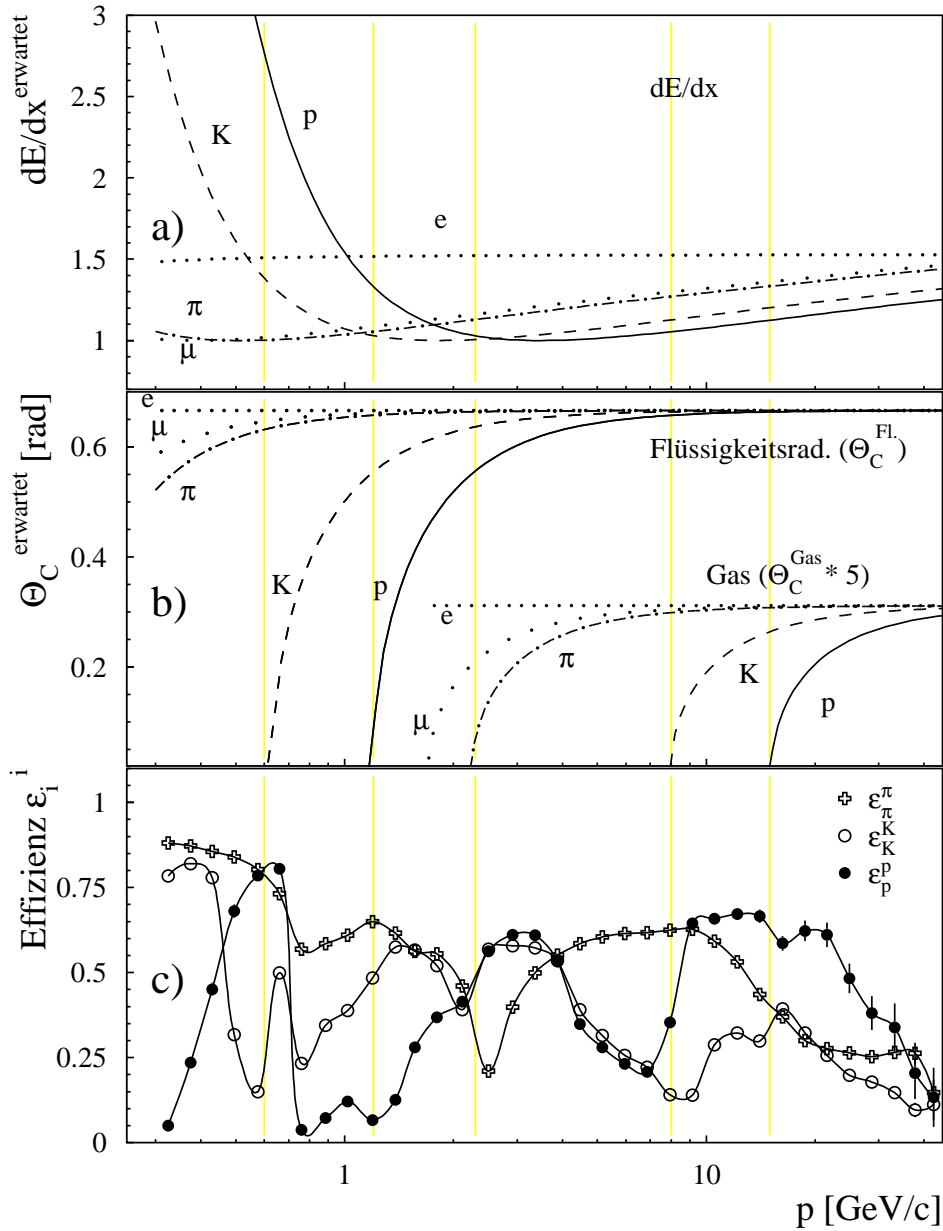 dE/dx erwartet
3
2.5
2
1.5
1
dE/dx
p
K
e
a)
π
μ
Θ_C erwartet [rad]
0.6
0.4
0.2
e
μ
π
Flüssigkeitsrad. (Θ_C^Fl.)
K
p
Gas (Θ_C^Gas * 5)
b)
e
π
μ
K
p
Effizienz ε_i^i
1
0.75
0.5
0.25
0
ε_π^π
ε_K^K
ε_p^p
c)
1
10
p [GeV/c]